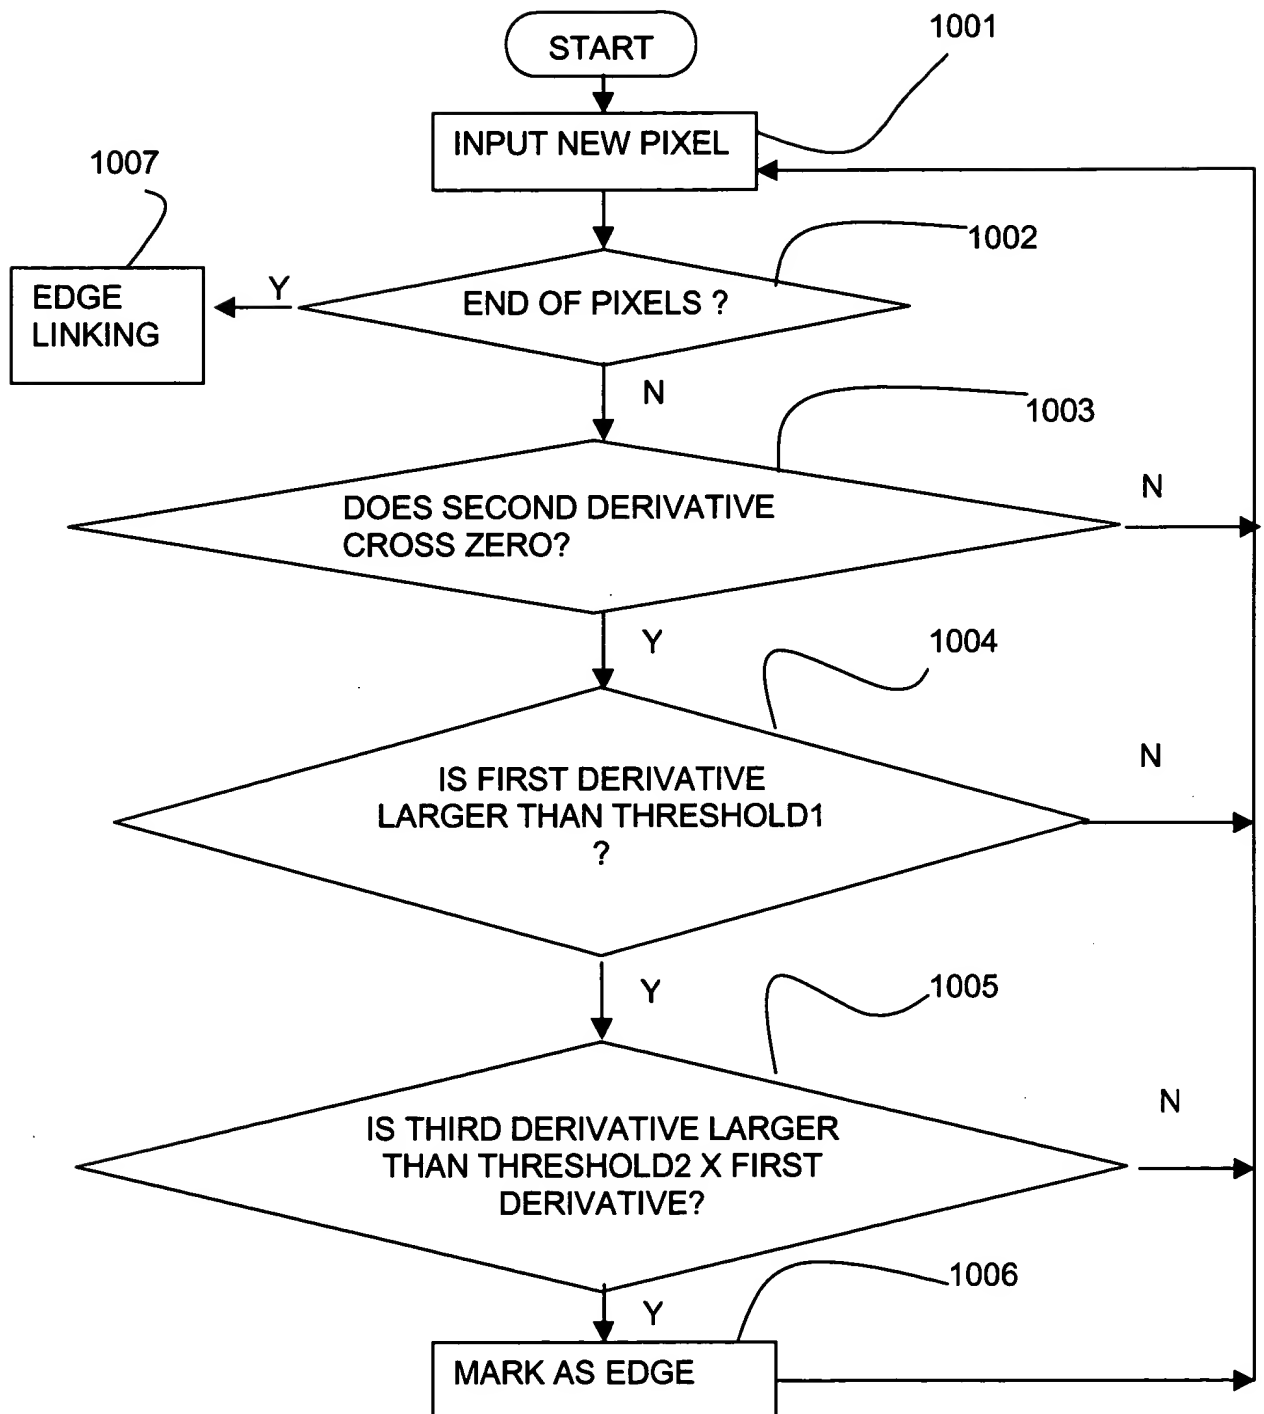 START
1001
INPUT NEW PIXEL
1007
1002
EDGE
LINKING
Y
END OF PIXELS ?
N
1003
DOES SECOND DERIVATIVE
CROSS ZERO?
N
Y
1004
IS FIRST DERIVATIVE
LARGER THAN THRESHOLD1
?
N
Y
1005
IS THIRD DERIVATIVE LARGER
THAN THRESHOLD2 X FIRST
DERIVATIVE?
N
Y
1006
MARK AS EDGE